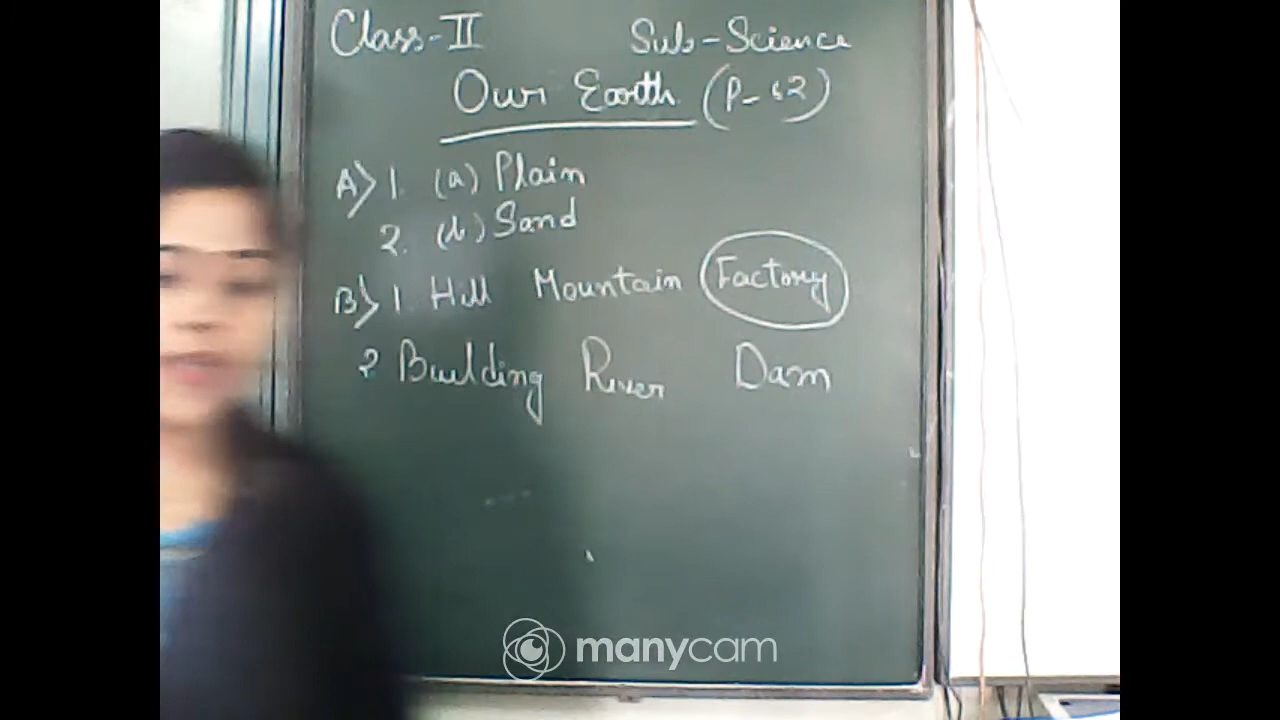 Class-II Sub-Science
Our Earth (P-62)
A) 1. (a) Plain
2. (b) Sand
B) 1. Hill Mountain Factory
2 Building River Dam
manycam